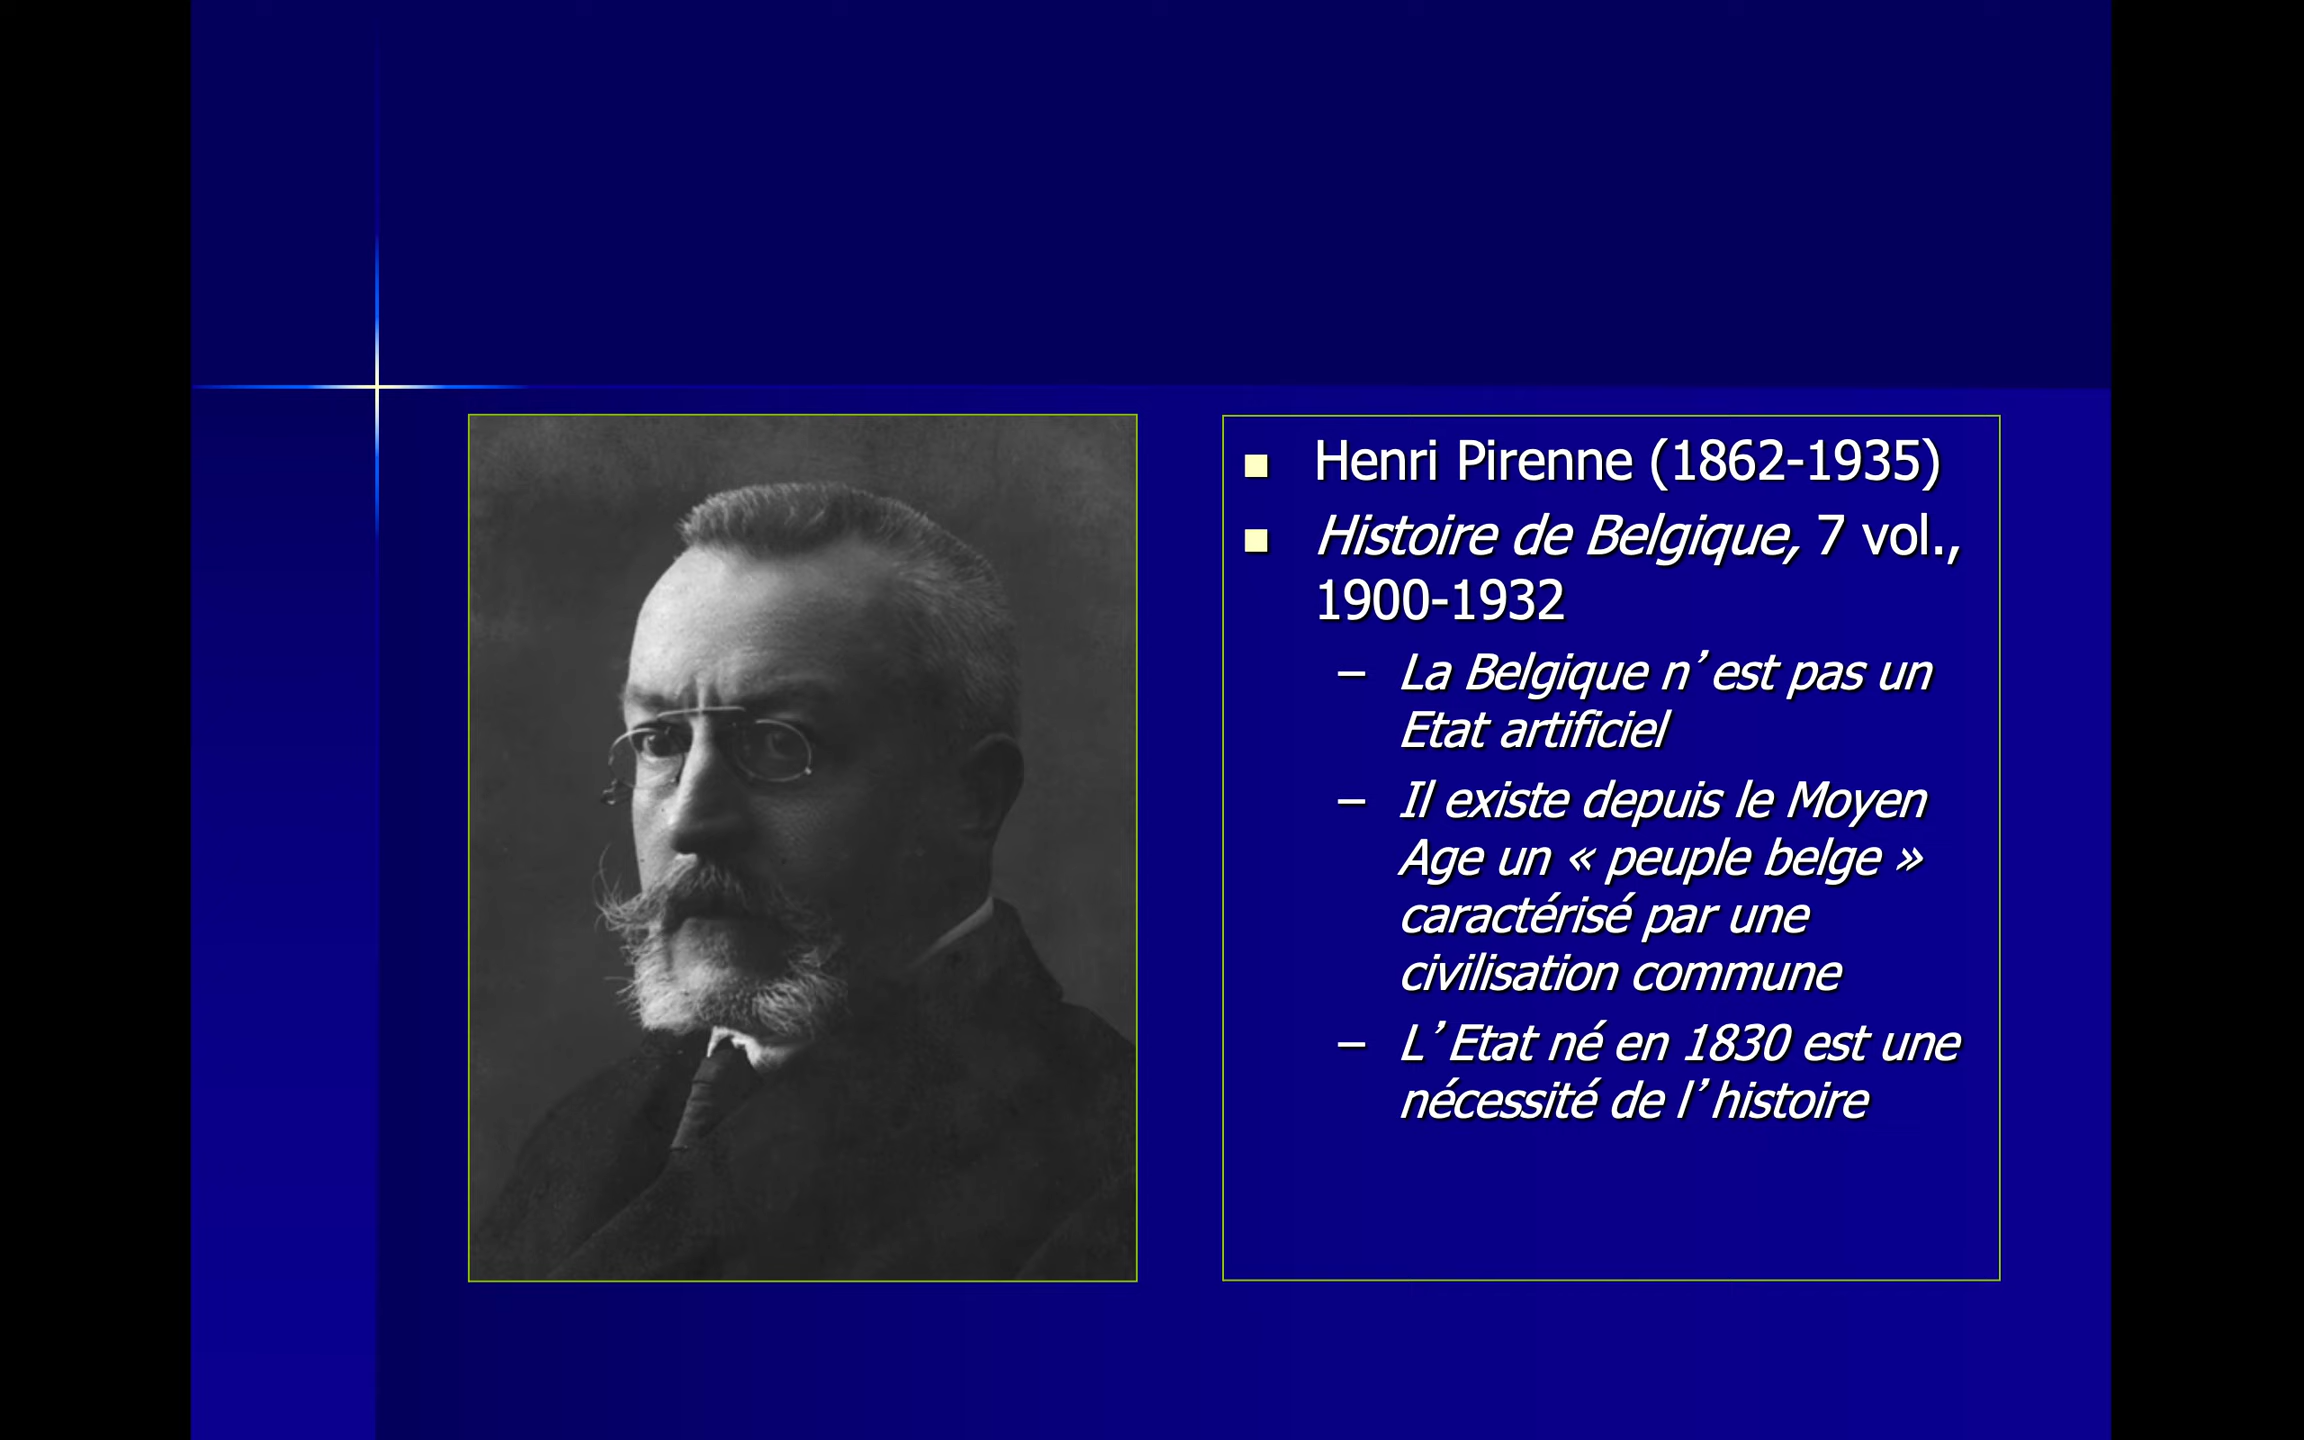 Henri Pirenne (1862-1935)
Histoire de Belgique, 7 vol.,
1900-1932
– La Belgique n’est pas un
Etat artificiel
– Il existe depuis le Moyen
Age un « peuple belge »
caractérisé par une
civilisation commune
– L’Etat né en 1830 est une
nécessité de l’histoire